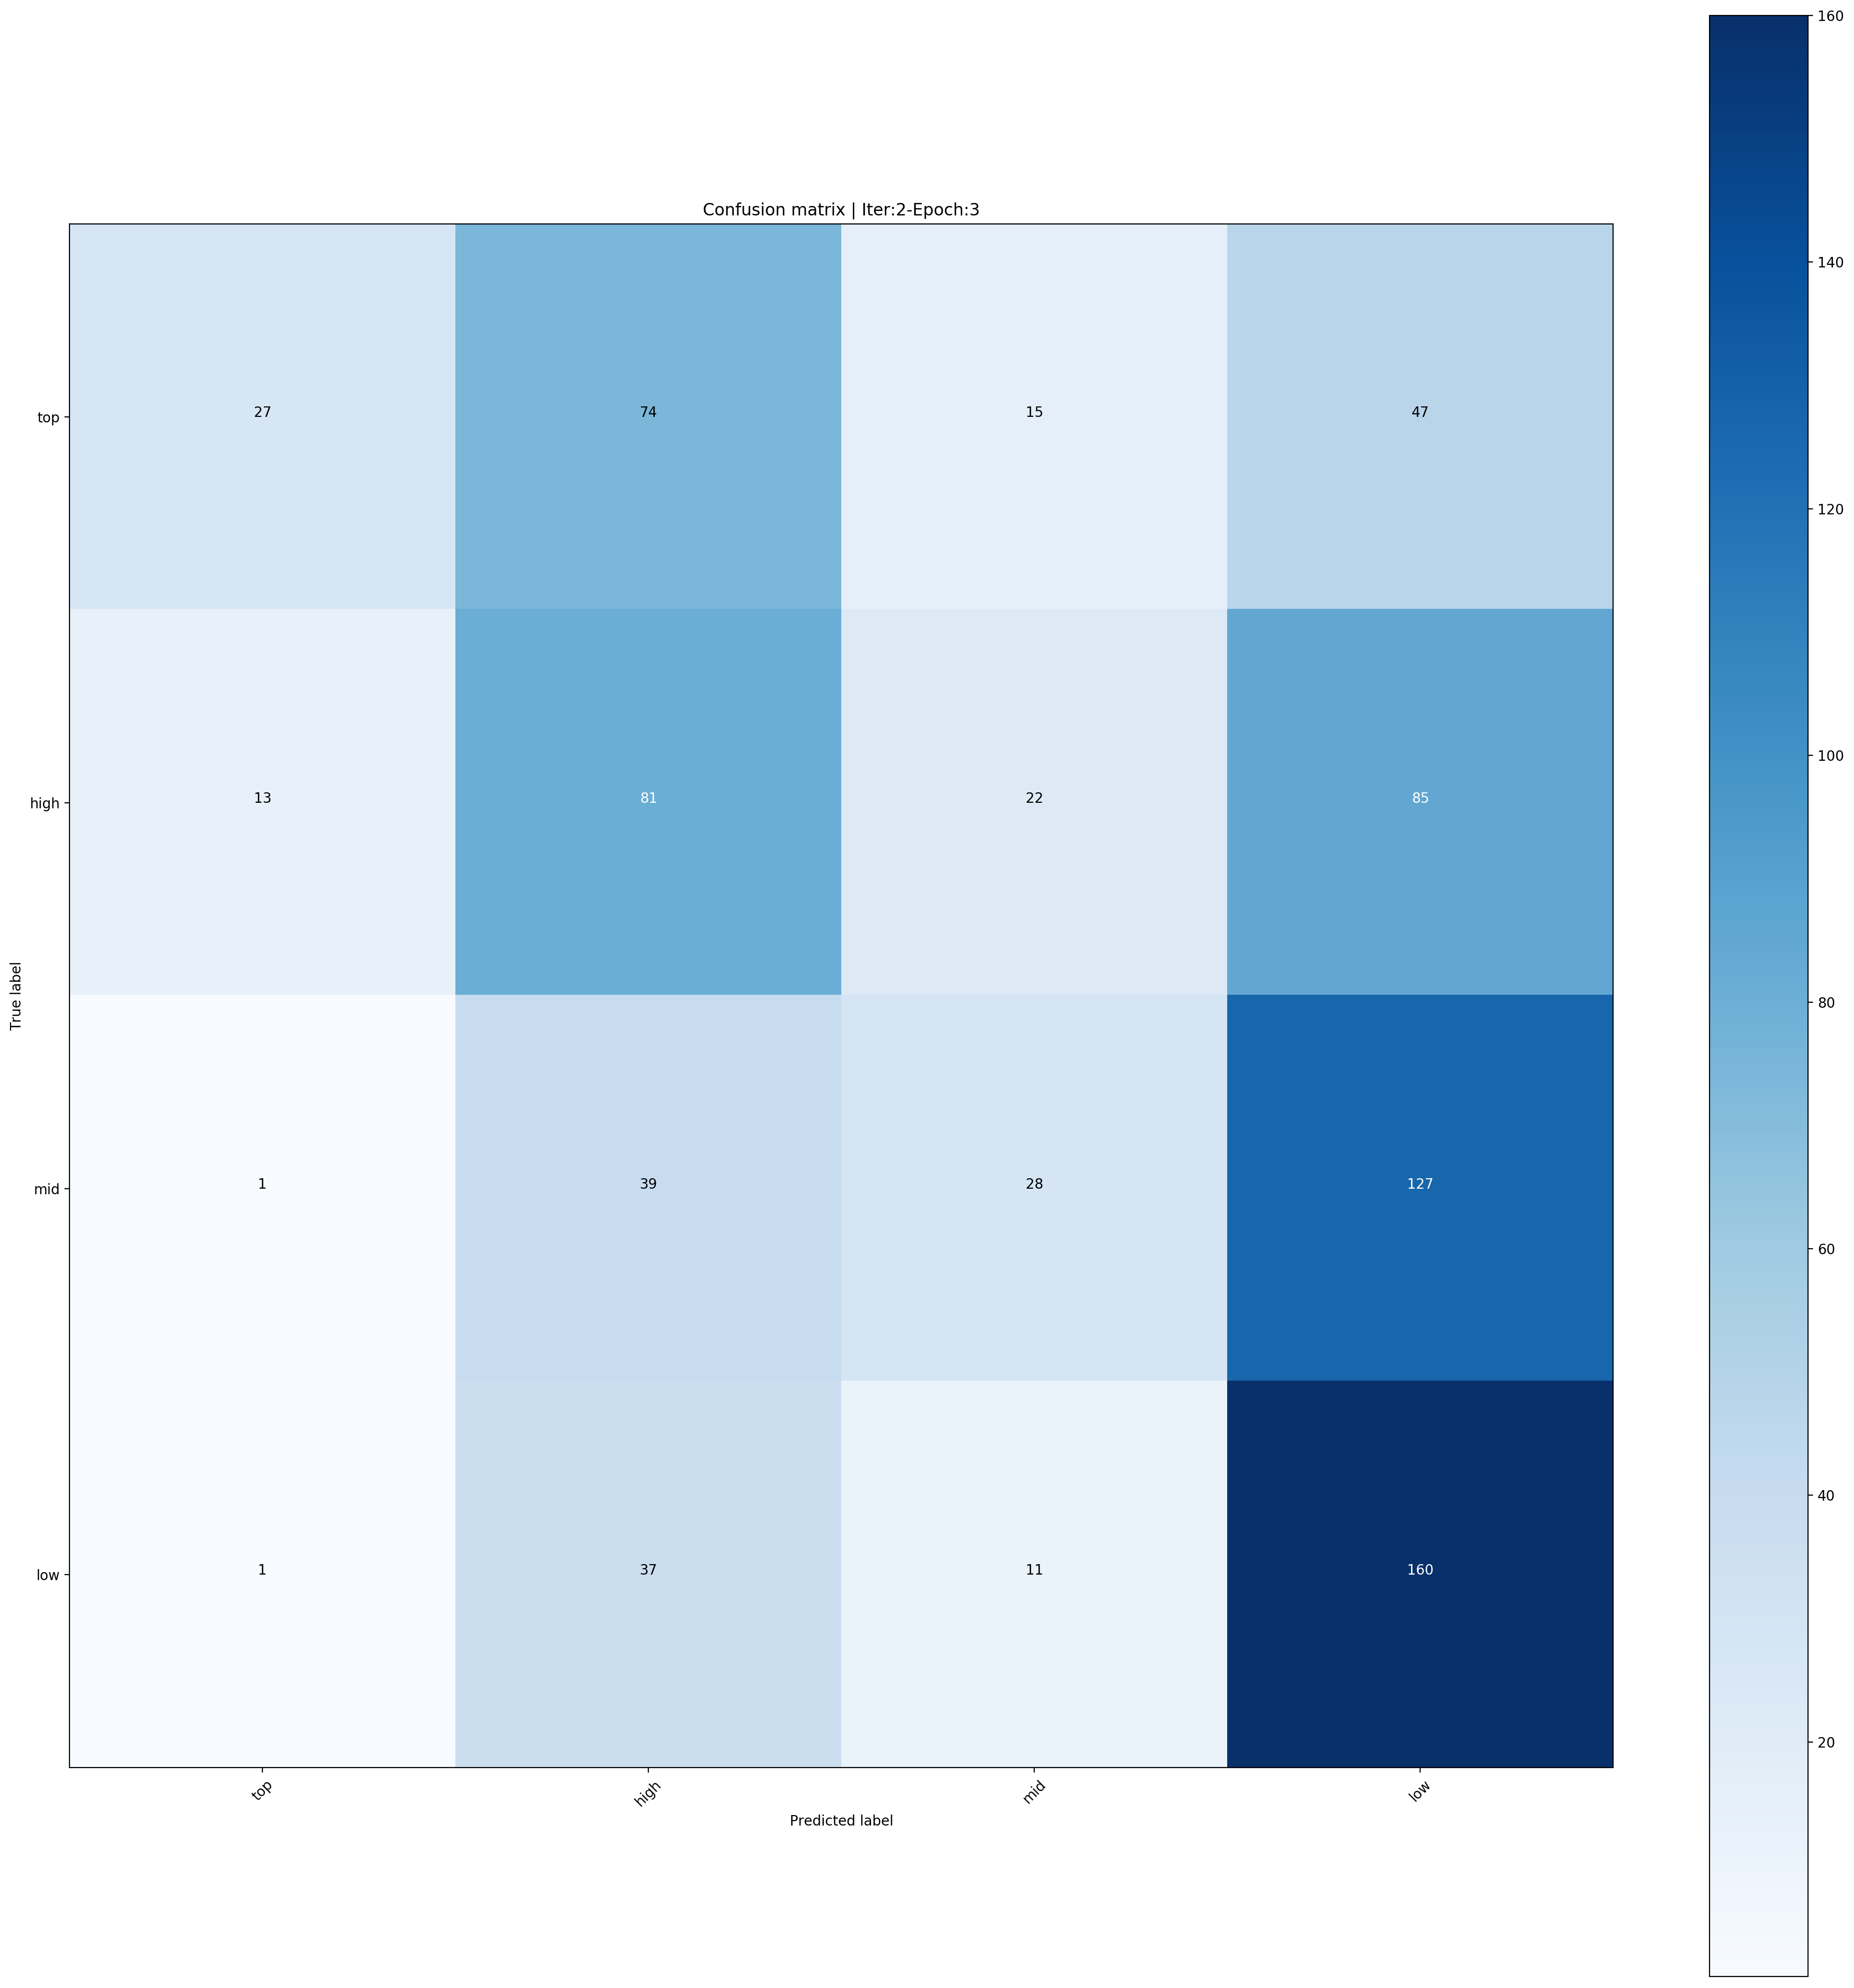 Confusion matrix | Iter:2-Epoch:3
160
140
120
100
80
60
40
20
True label
top 27 74 15 47
high 13 81 22 85
mid 1 39 28 127
low 1 37 11 160
top high mid low
Predicted label